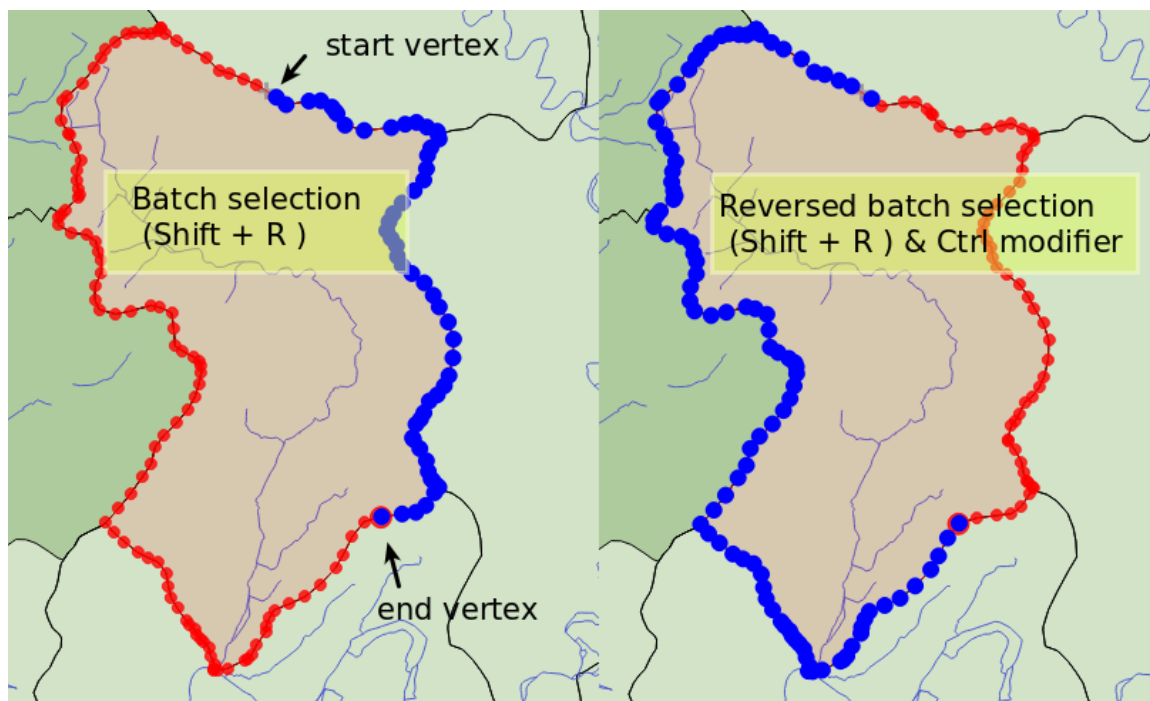 start vertex
Batch selection
(Shift + R )
end vertex
Reversed batch selection
(Shift + R ) & Ctrl modifier